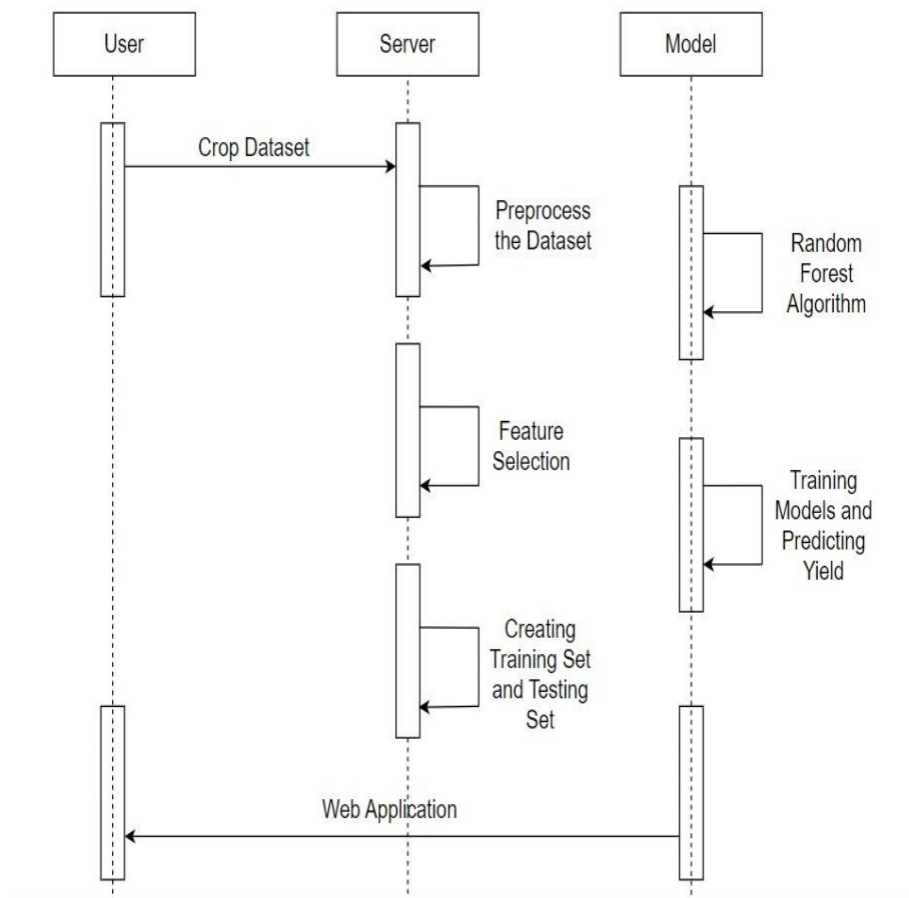 User
Server
Model
Crop Dataset
Preprocess
the Dataset
Random
Forest
Algorithm
Feature
Selection
Training
Models and
Predicting
Yield
Creating
Training Set
and Testing
Set
Web Application